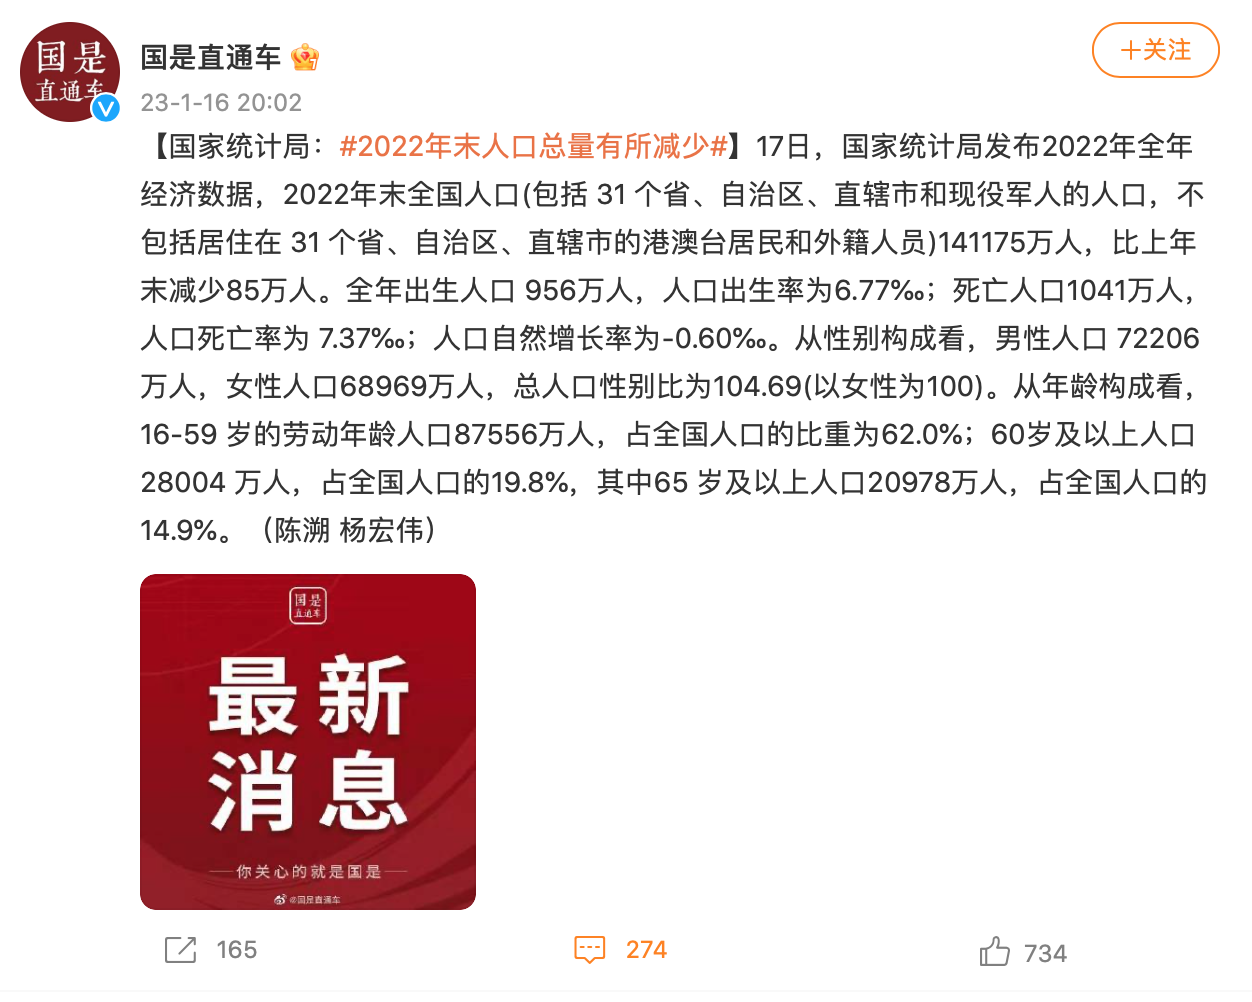 国是
直通车
国是直通车
+关注
23-1-16 20:02
【国家统计局：#2022年末人口总量有所减少#】17日，国家统计局发布2022年全年
经济数据，2022年末全国人口(包括 31 个省、自治区、直辖市和现役军人的人口，不
包括居住在 31 个省、自治区、直辖市的港澳台居民和外籍人员)141175万人，比上年
末减少85万人。全年出生人口 956万人，人口出生率为6.77‰；死亡人口1041万人，
人口死亡率为 7.37‰；人口自然增长率为-0.60‰。从性别构成看，男性人口 72206
万人，女性人口68969万人，总人口性别比为104.69(以女性为100)。从年龄构成看，
16-59 岁的劳动年龄人口87556万人，占全国人口的比重为62.0%；60岁及以上人口
28004 万人，占全国人口的19.8%，其中65 岁及以上人口20978万人，占全国人口的
14.9%。（陈溯 杨宏伟）
国是
直通车
最新
消息
你关心的就是国是
@国是直通车
165
274
734